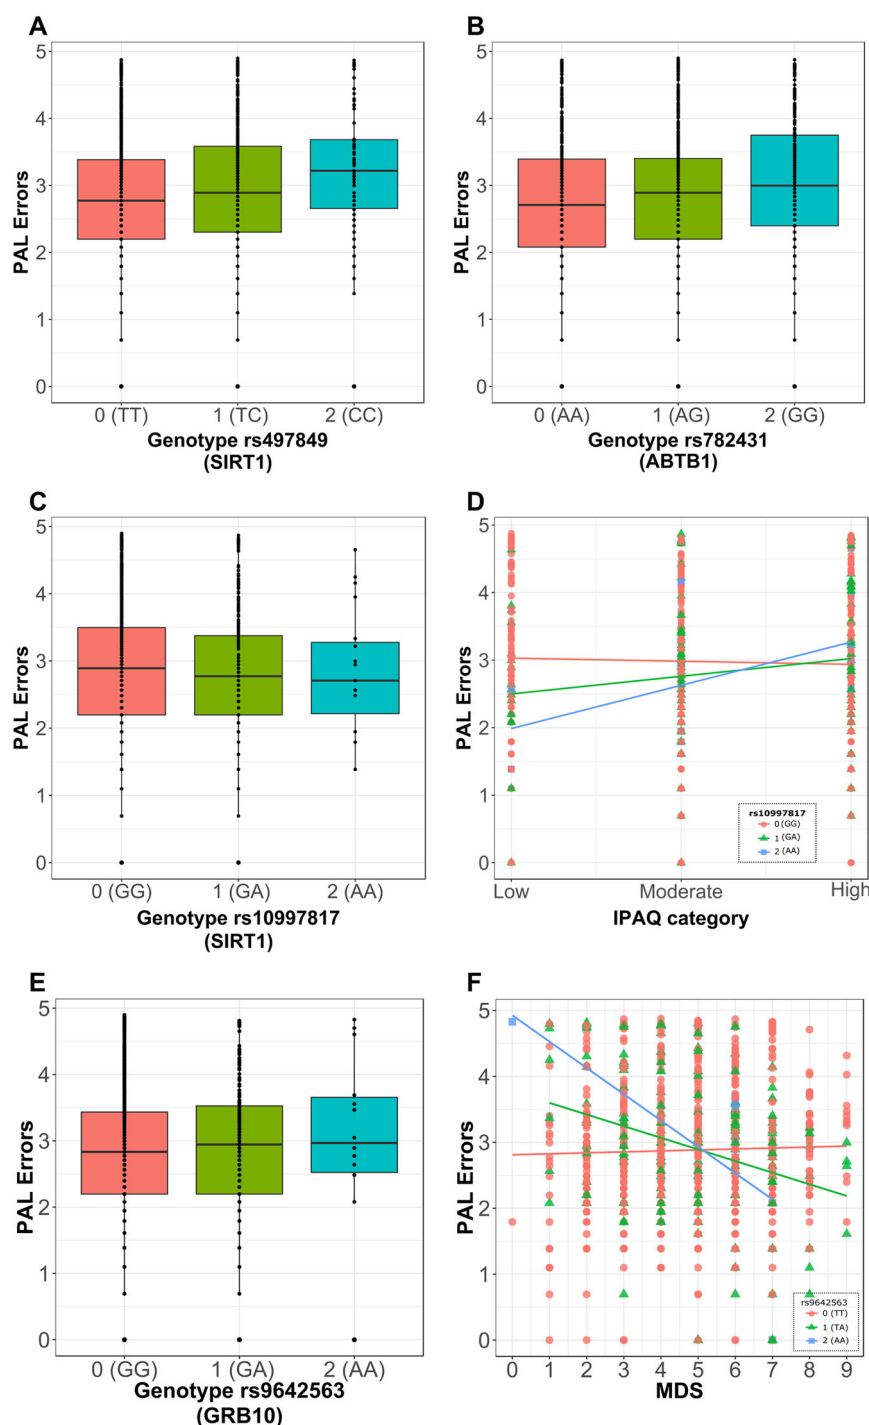 A
5
4
3
2
1
0
PAL Errors
0 (TT) 1 (TC) 2 (CC)
Genotype rs497849
(SIRT1)
B
5
4
3
2
1
0
PAL Errors
0 (AA) 1 (AG) 2 (GG)
Genotype rs782431
(ABTB1)
C
5
4
3
2
1
0
PAL Errors
0 (GG) 1 (GA) 2 (AA)
Genotype rs10997817
(SIRT1)
D
5
4
3
2
1
0
PAL Errors
rs10997817
0 (GG)
1 (GA)
2 (AA)
Low Moderate High
IPAQ category
E
5
4
3
2
1
0
PAL Errors
0 (GG) 1 (GA) 2 (AA)
Genotype rs9642563
(GRB10)
F
5
4
3
2
1
0
PAL Errors
rs9642563
0 (TT)
1 (TA)
2 (AA)
0 1 2 3 4 5 6 7 8 9
MDS